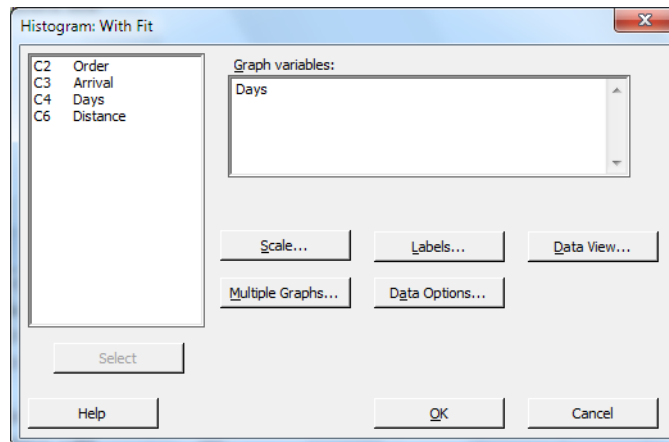 Histogram: With Fit
C2 Order
C3 Arrival
C4 Days
C6 Distance
Graph variables:
Days
Scale...
Labels...
Data View...
Multiple Graphs...
Data Options...
Select
Help
OK
Cancel